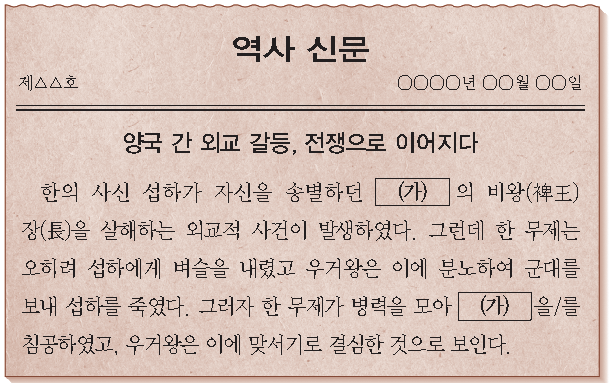 역사 신문
제△△호 ○○○○년 ○○월 ○○일
양국 간 외교 갈등, 전쟁으로 이어지다
한의 사신 섭하가 자신을 송별하던 (가) 의 비왕(裨王)
장(長)을 살해하는 외교적 사건이 발생하였다. 그런데 한 무제는
오히려 섭하에게 벼슬을 내렸고 우거왕은 이에 분노하여 군대를
보내 섭하를 죽였다. 그러자 한 무제가 병력을 모아 (가) 을/를
침공하였고, 우거왕은 이에 맞서기로 결심한 것으로 보인다.